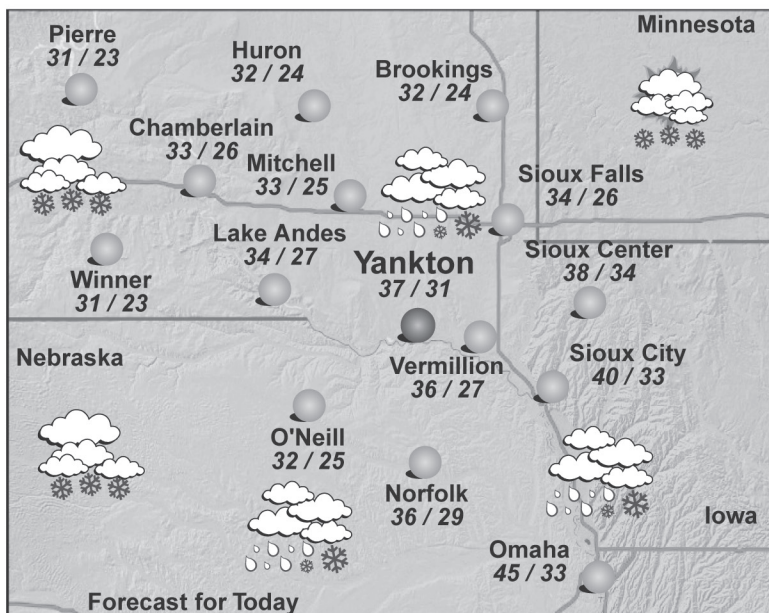 Pierre
31 / 23
Huron
32 / 24
Brookings
32 / 24
Minnesota
Chamberlain
33 / 26
Mitchell
33 / 25
Sioux Falls
34 / 26
Winner
31 / 23
Lake Andes
34 / 27
Yankton
37 / 31
Sioux Center
38 / 34
Nebraska
Vermillion
36 / 27
Sioux City
40 / 33
O'Neill
32 / 25
Norfolk
36 / 29
Iowa
Omaha
45 / 33
Forecast for Today